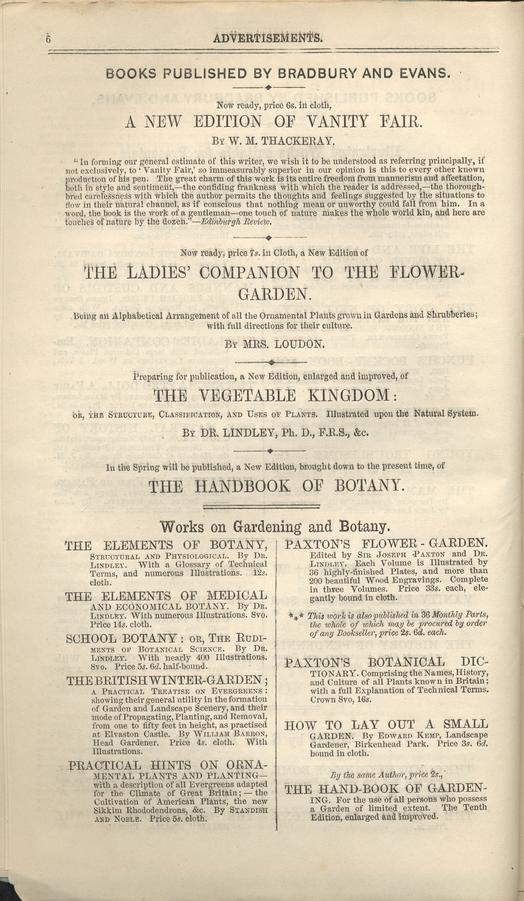 6
ADVERTISEMENTS.
BOOKS PUBLISHED BY BRADBURY AND EVANS.
Now ready, price 6s. in cloth,
A NEW EDITION OF VANITY FAIR.
BY W. M. THACKERAY.
"In forming our general estimate of this writer, we wish it to be understood as referring principally, if
not exclusively, to 'Vanity Fair,' so immeasurably superior in our opinion is this to every other known
production of his pen. The great charm of this work is its entire freedom from mannerism and affectation,
both in style and sentiment,—the confiding frankness with which the reader is addressed,—the thorough-
bred carelessness with which the author permits the thoughts and feelings suggested by the situations to
flow in their natural channel, as if conscious that nothing mean or unworthy could fall from him. In a
word, the book is the work of a gentleman—one touch of nature makes the whole world kin, and here are
touches of nature by the dozen."—Edinburgh Review.
Now ready, price 7s. in Cloth, a New Edition of
THE LADIES' COMPANION TO THE FLOWER-
GARDEN.
Being an Alphabetical Arrangement of all the Ornamental Plants grown in Gardens and Shrubberies;
with full directions for their culture.
BY MRS. LOUDON.
Preparing for publication, a New Edition, enlarged and improved, of
THE VEGETABLE KINGDOM:
OR, THE STRUCTURE, CLASSIFICATION, AND USES OF PLANTS. Illustrated upon the Natural System.
BY DR. LINDLEY, Ph. D., F.R.S., &c.
In the Spring will be published, a New Edition, brought down to the present time, of
THE HANDBOOK OF BOTANY.
Works on Gardening and Botany.
THE ELEMENTS OF BOTANY,
STRUCTURAL AND PHYSIOLOGICAL. By DR.
LINDLEY. With a Glossary of Technical
Terms, and numerous Illustrations. 12s.
cloth.
THE ELEMENTS OF MEDICAL
AND ECONOMICAL BOTANY. By DR.
LINDLEY. With numerous Illustrations. 8vo.
Price 14s. cloth.
SCHOOL BOTANY: OR, THE RUDI-
MENTS OF BOTANICAL SCIENCE. By DR.
LINDLEY. With nearly 400 Illustrations.
8vo. Price 5s. 6d. half-bound.
THE BRITISH WINTER-GARDEN;
A PRACTICAL TREATISE ON EVERGREENS:
showing their general utility in the formation
of Garden and Landscape Scenery, and their
mode of Propagating, Planting, and Removal,
from one to fifty feet in height, as practised
at Elvaston Castle. By WILLIAM BARRON,
Head Gardener. Price 4s. cloth. With
Illustrations.
PRACTICAL HINTS ON ORNA-
MENTAL PLANTS AND PLANTING—
with a description of all Evergreens adapted
for the Climate of Great Britain;—the
Cultivation of American Plants, the new
Sikkim Rhododendrons, &c. By STANDISH
AND NOBLE. Price 5s. cloth.
PAXTON'S FLOWER-GARDEN.
Edited by SIR JOSEPH PAXTON and DR.
LINDLEY. Each Volume is Illustrated by
36 highly-finished Plates, and more than
200 beautiful Wood Engravings. Complete
in three Volumes. Price 33s. each, ele-
gantly bound in cloth.
*** This work is also published in 36 Monthly Parts,
the whole of which may be procured by order
of any Bookseller, price 2s. 6d. each.
PAXTON'S BOTANICAL DIC-
TIONARY. Comprising the Names, History,
and Culture of all Plants known in Britain:
with a full Explanation of Technical Terms.
Crown 8vo, 16s.
HOW TO LAY OUT A SMALL
GARDEN. By EDWARD KEMP, Landscape
Gardener, Birkenhead Park. Price 3s. 6d.
bound in cloth.
By the same Author, price 2s.,
THE HAND-BOOK OF GARDEN-
ING. For the use of all persons who possess
a Garden of limited extent. The Tenth
Edition, enlarged and improved.